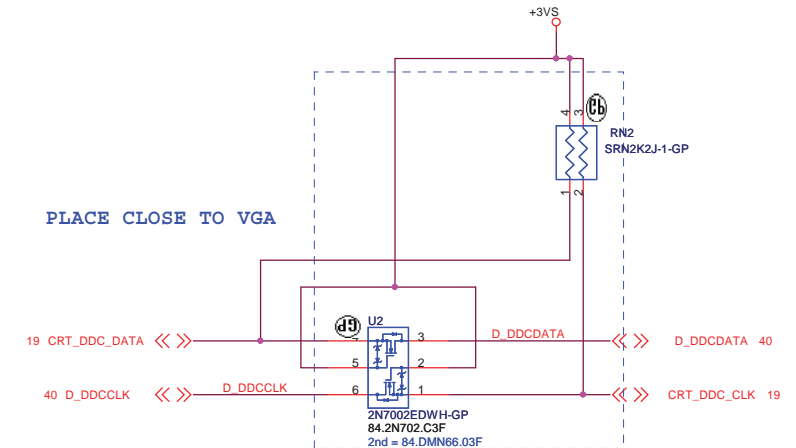 +3VS
4
3
RN2
SRN2K2J-1-GP
1
2
PLACE CLOSE TO VGA
U2
19 CRT_DDC_DATA
3
D_DDCDATA
D_DDCDATA 40
5
2
40 D_DDCCLK
D_DDCCLK
6
1
CRT_DDC_CLK 19
2N7002EDWH-GP
84.2N702.C3F
2nd = 84.DMN66.03F